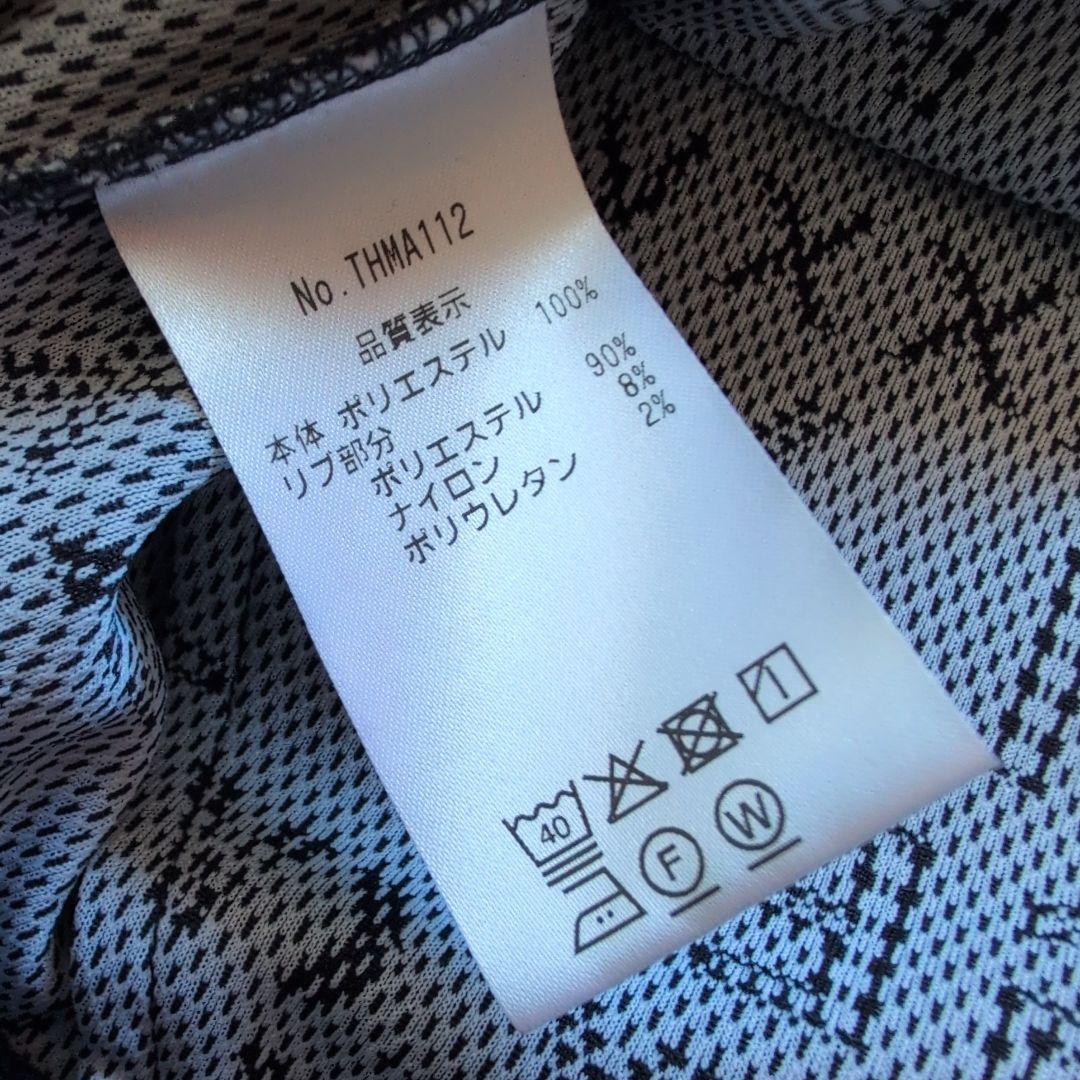 No.THMA112
品質表示
本体 ポリエステル 100%
リブ部分
ポリエステル 90%
ナイロン 8%
ポリウレタン 2%
40
F W